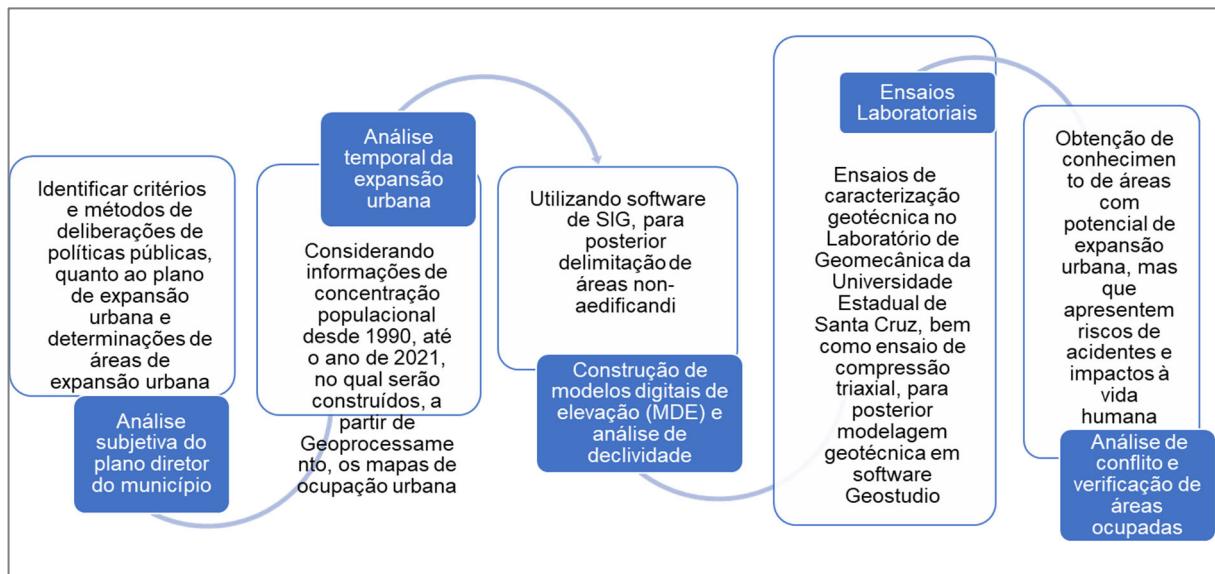 Identificar critérios
e métodos de
deliberações de
políticas públicas,
quanto ao plano
de expansão
urbana e
determinações de
áreas de
expansão urbana
Análise
subjetiva do
plano diretor
do município
Análise
temporal da
expansão
urbana
Considerando
informações de
concentração
populacional
desde 1990, até
o ano de 2021,
no qual serão
construídos, a
partir de
Geoprocessame
nto, os mapas de
ocupação urbana
Utilizando software
de SIG, para
posterior
delimitação de
áreas non-
aedificandi
Construção de
modelos digitais de
elevação (MDE) e
análise de
declividade
Ensaios
Laboratoriais
Ensaios de
caracterização
geotécnica no
Laboratório de
Geomecânica da
Universidade
Estadual de
Santa Cruz, bem
como ensaio de
compressão
triaxial, para
posterior
modelagem
geotécnica em
software
Geostudio
Obtenção de
conhecimen
to de áreas
com
potencial de
expansão
urbana, mas
que
apresentem
riscos de
acidentes e
impactos à
vida
humana
Análise de
conflito e
verificação de
áreas
ocupadas